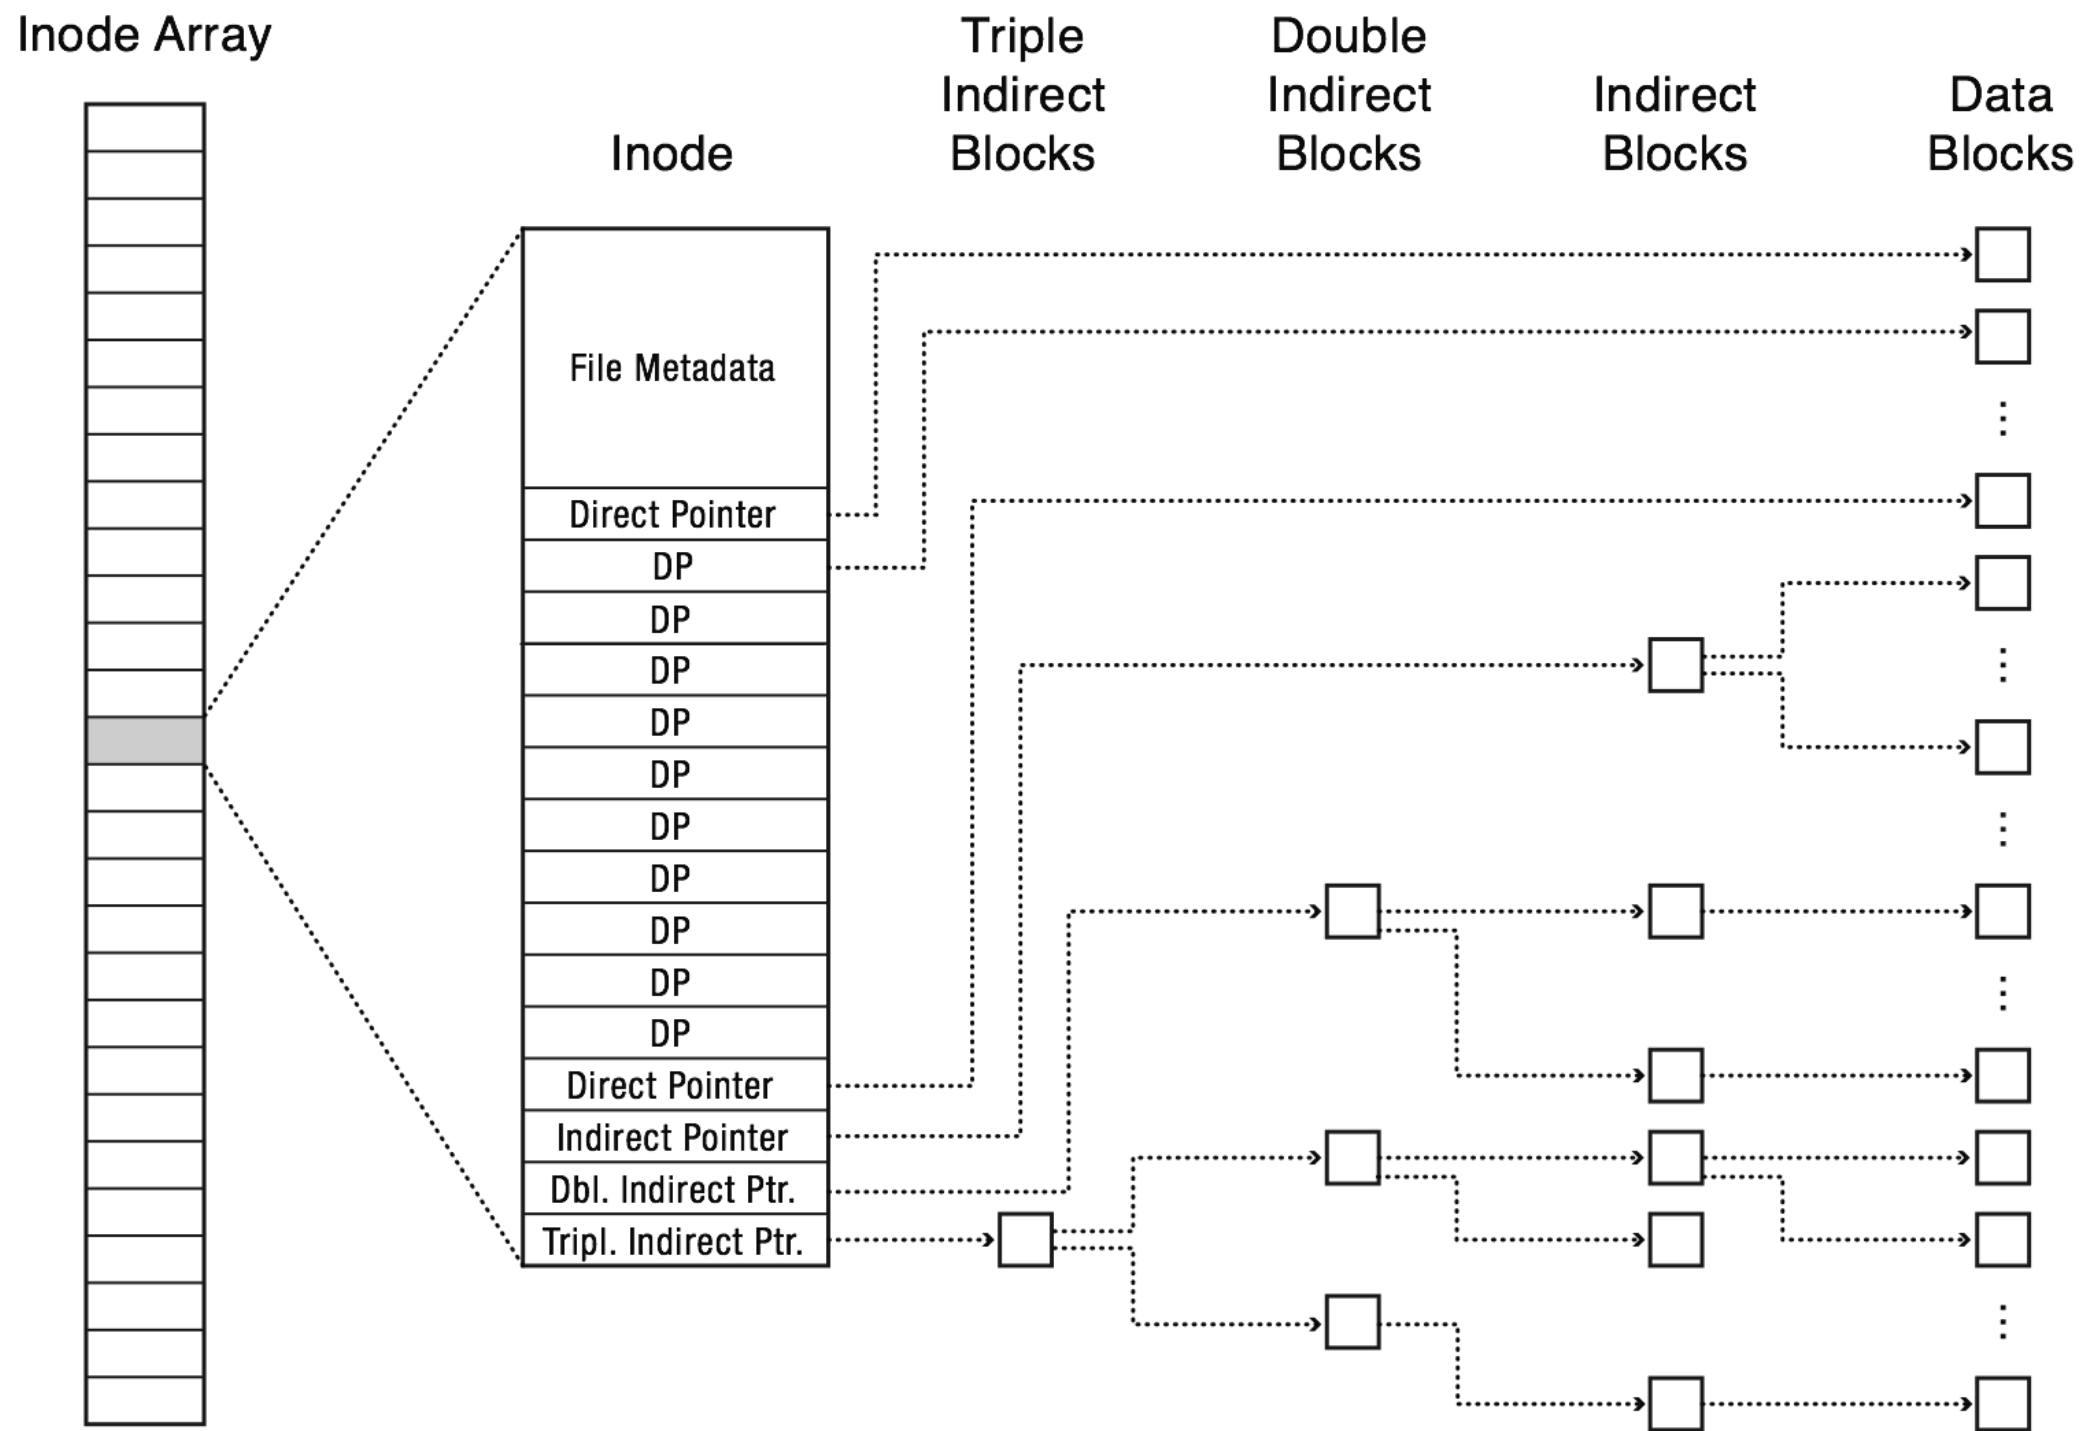 Inode Array
Inode
Triple
Indirect
Blocks
Double
Indirect
Blocks
Indirect
Blocks
Data
Blocks
File Metadata
Direct Pointer
DP
DP
DP
DP
DP
DP
DP
DP
DP
DP
Direct Pointer
Indirect Pointer
Dbl. Indirect Ptr.
Tripl. Indirect Ptr.